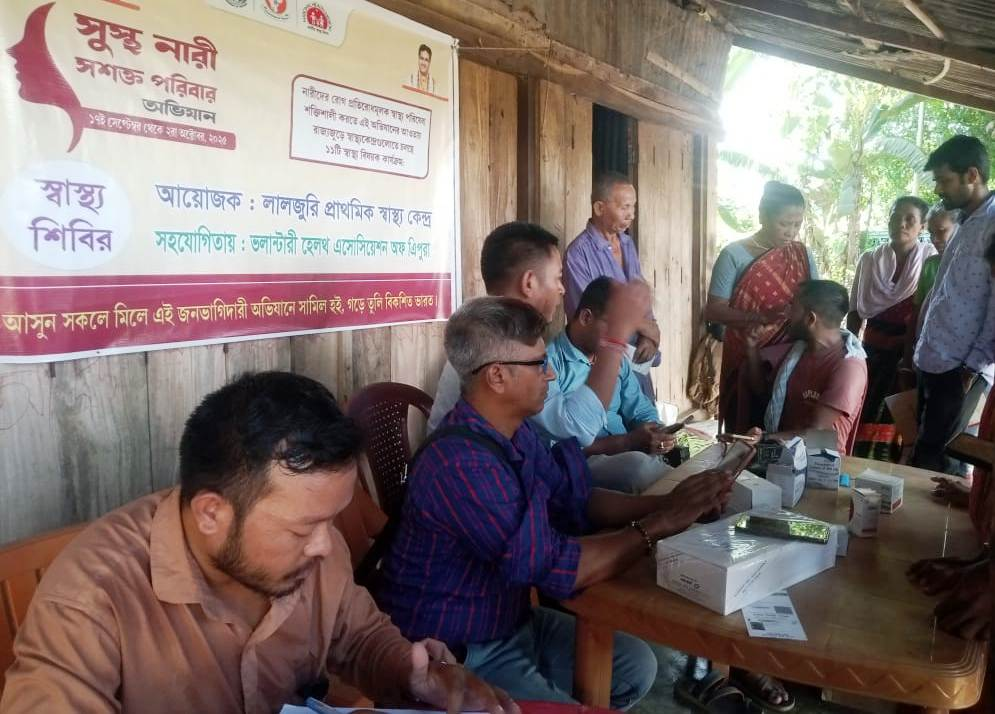 সুস্থ নারী
সশক্ত পরিবার
অভিযান
১৭ই সেপ্টেম্বর থেকে ২রা অক্টোবর, ২০২৫
নারীদের রোগ প্রতিরোধমূলক স্বাস্থ্য পরিষেবা
শক্তিশালী করতে এই অভিযানের আওতায়
রাজ্যজুড়ে স্বাস্থ্যকেন্দ্রগুলোতে চলছে
১১টি স্বাস্থ্য বিষয়ক কার্যক্রম
স্বাস্থ্য
শিবির
আয়োজক : লালজুরি প্রাথমিক স্বাস্থ্য কেন্দ্র
সহযোগিতায় : ভলান্টারী হেলথ এসোসিয়েশন অফ ত্রিপুরা
আসুন সকলে মিলে এই জনভাগিদারী অভিযানে সামিল হই, গড়ে তুলি বিকশিত ভারত।